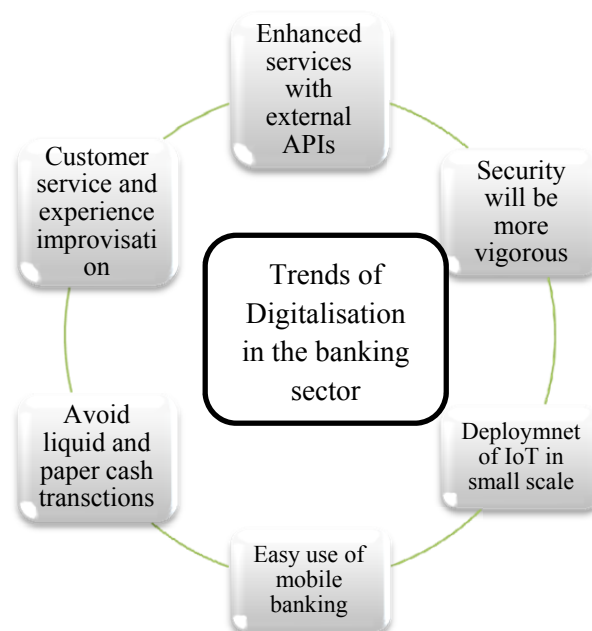 Enhanced
services
with
external
APIs
Security
will be
more
vigorous
Deploymnet
of IoT in
small scale
Easy use of
mobile
banking
Avoid
liquid and
paper cash
transctions
Customer
service and
experience
improvisati
on
Trends of
Digitalisation
in the banking
sector